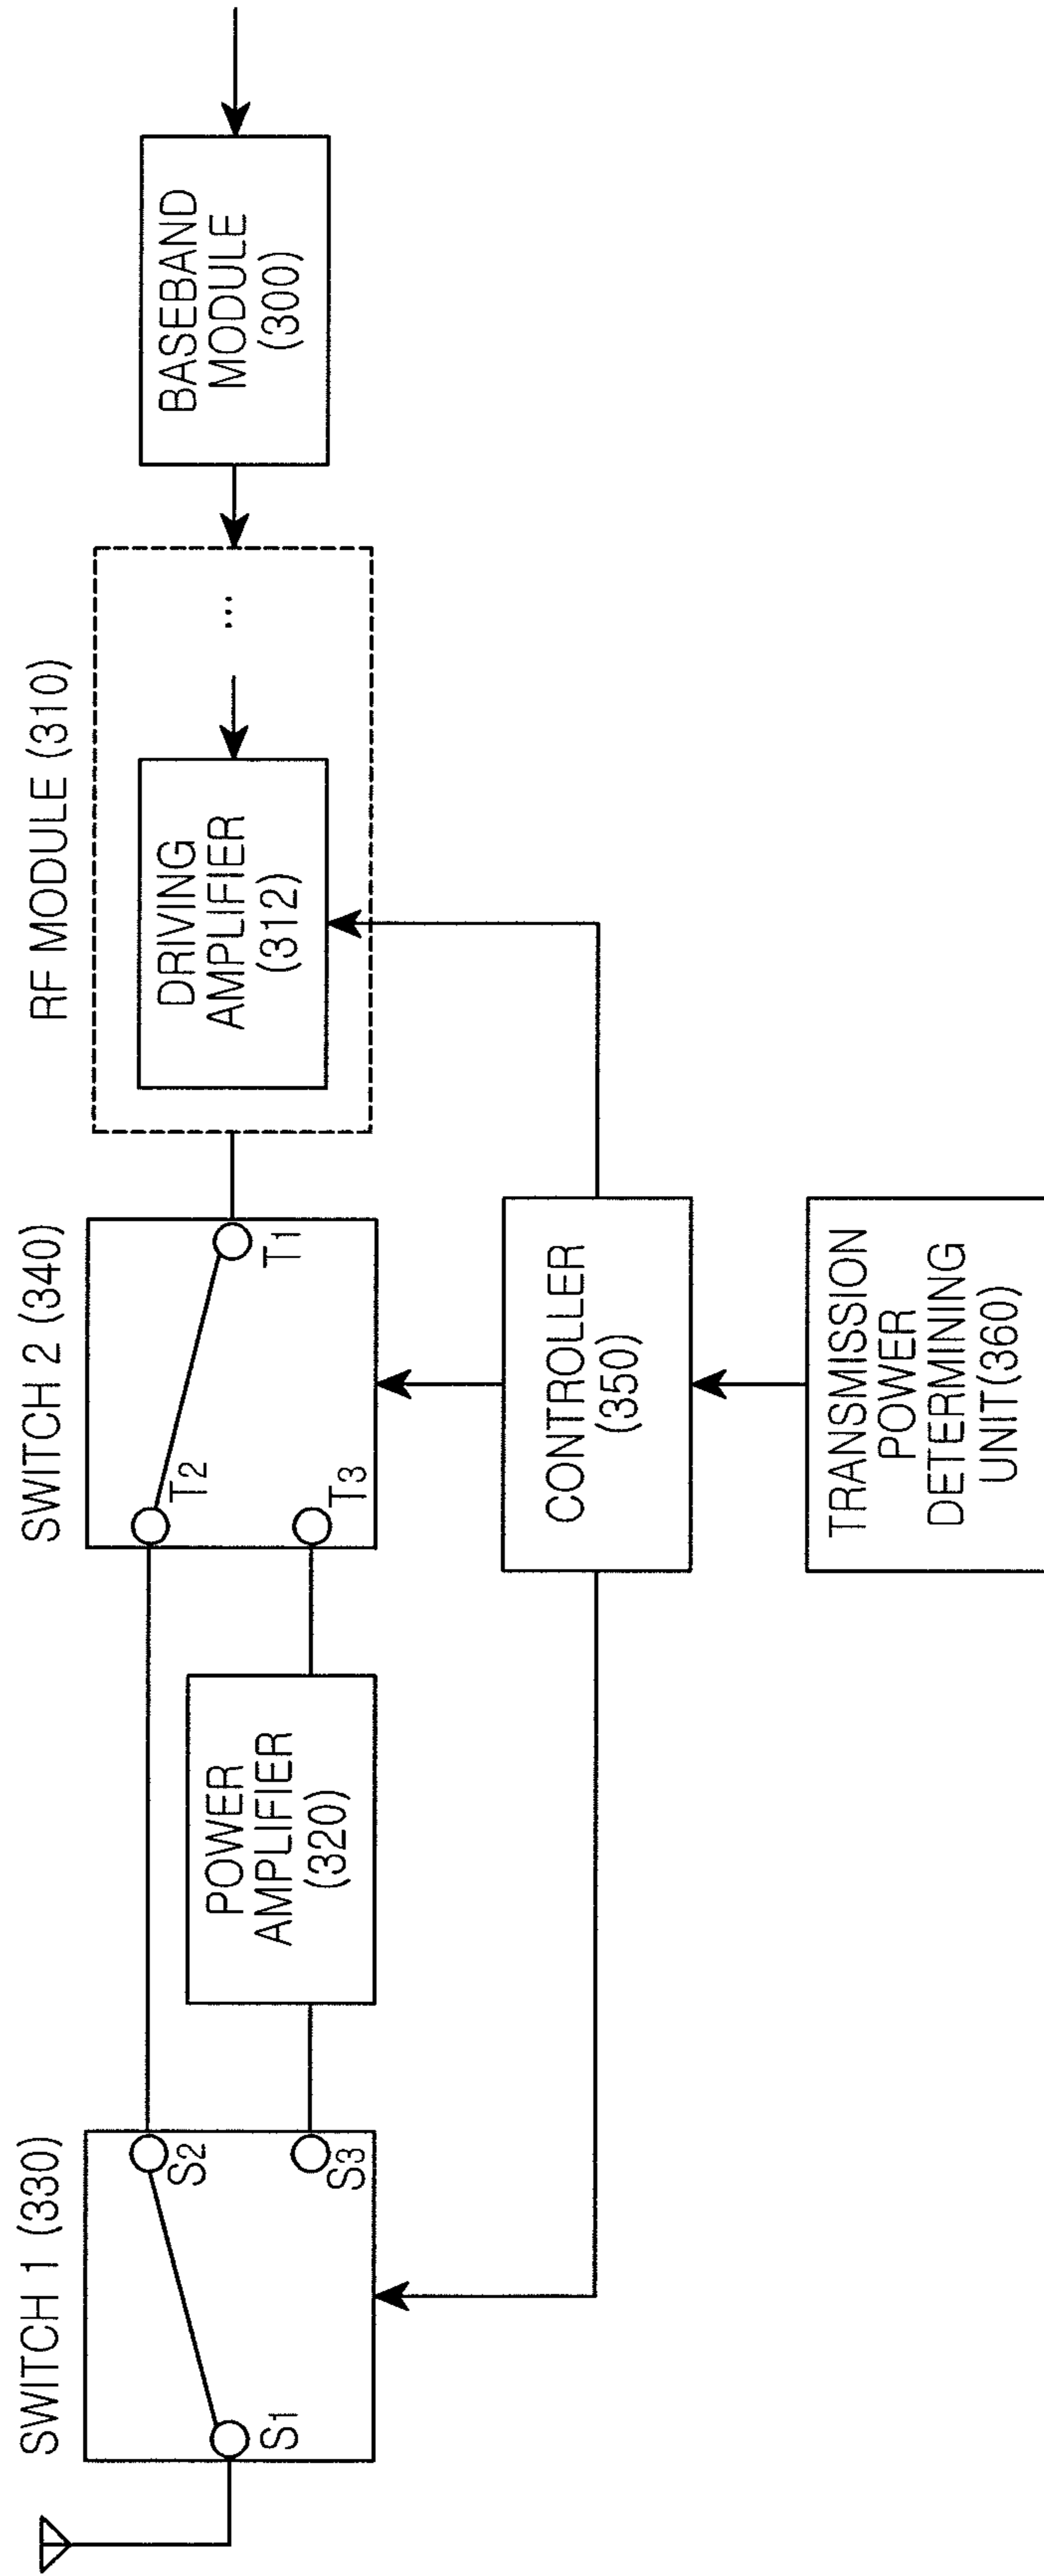 SWITCH 1 (330)
S1
S2
S3
POWER
AMPLIFIER
(320)
SWITCH 2 (340)
T2
T3
T1
RF MODULE (310)
DRIVING
AMPLIFIER
(312)
...
BASEBAND
MODULE
(300)
CONTROLLER
(350)
TRANSMISSION
POWER
DETERMINING
UNIT(360)